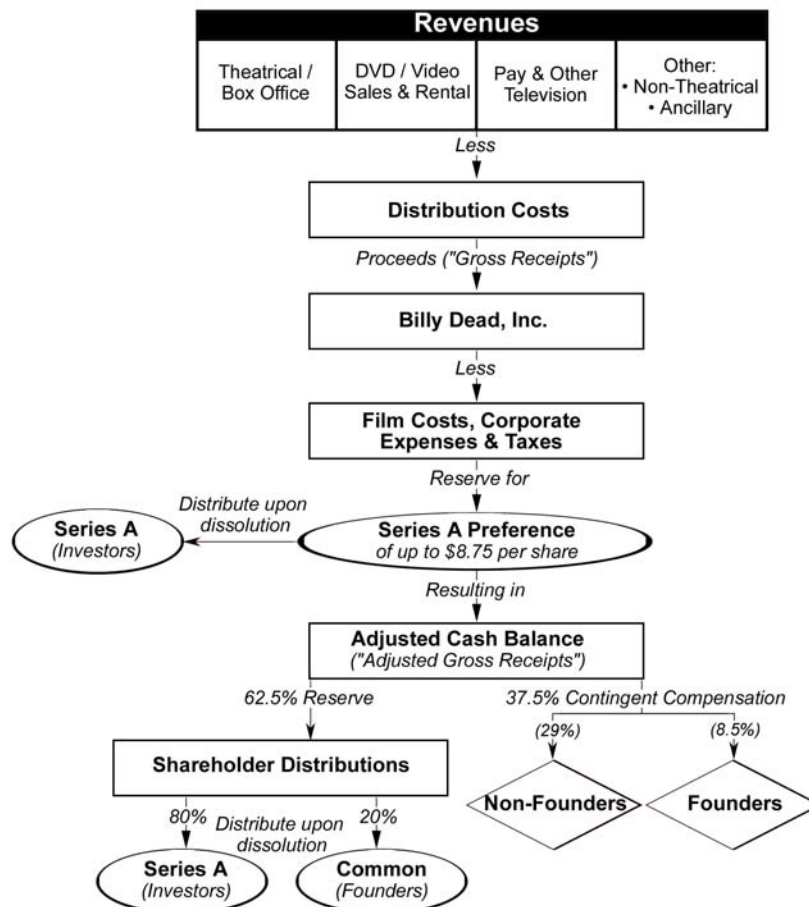 Revenues
Theatrical /
Box Office
DVD / Video
Sales & Rental
Pay & Other
Television
Other:
• Non-Theatrical
• Ancillary
Less
Distribution Costs
Proceeds ("Gross Receipts")
Billy Dead, Inc.
Less
Film Costs, Corporate
Expenses & Taxes
Reserve for
Distribute upon
dissolution
Series A
(Investors)
Series A Preference
of up to $8.75 per share
Resulting in
Adjusted Cash Balance
("Adjusted Gross Receipts")
62.5% Reserve
37.5% Contingent Compensation
(29%)
(8.5%)
Shareholder Distributions
Non-Founders
Founders
80%
20%
Distribute upon
dissolution
Series A
(Investors)
Common
(Founders)